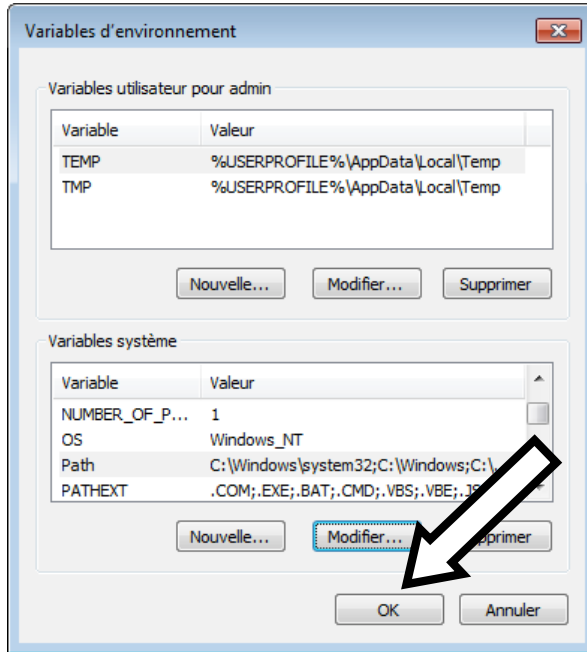 Variables d'environnement
Variables utilisateur pour admin
Variable Valeur
TEMP %USERPROFILE%\AppData\Local\Temp
TMP %USERPROFILE%\AppData\Local\Temp
Nouvelle... Modifier... Supprimer
Variables système
Variable Valeur
NUMBER_OF_P... 1
OS Windows_NT
Path C:\Windows\system32;C:\Windows;C:\
PATHEXT .COM;.EXE;.BAT;.CMD;.VBS;.VBE;
Nouvelle... Modifier...
OK Annuler